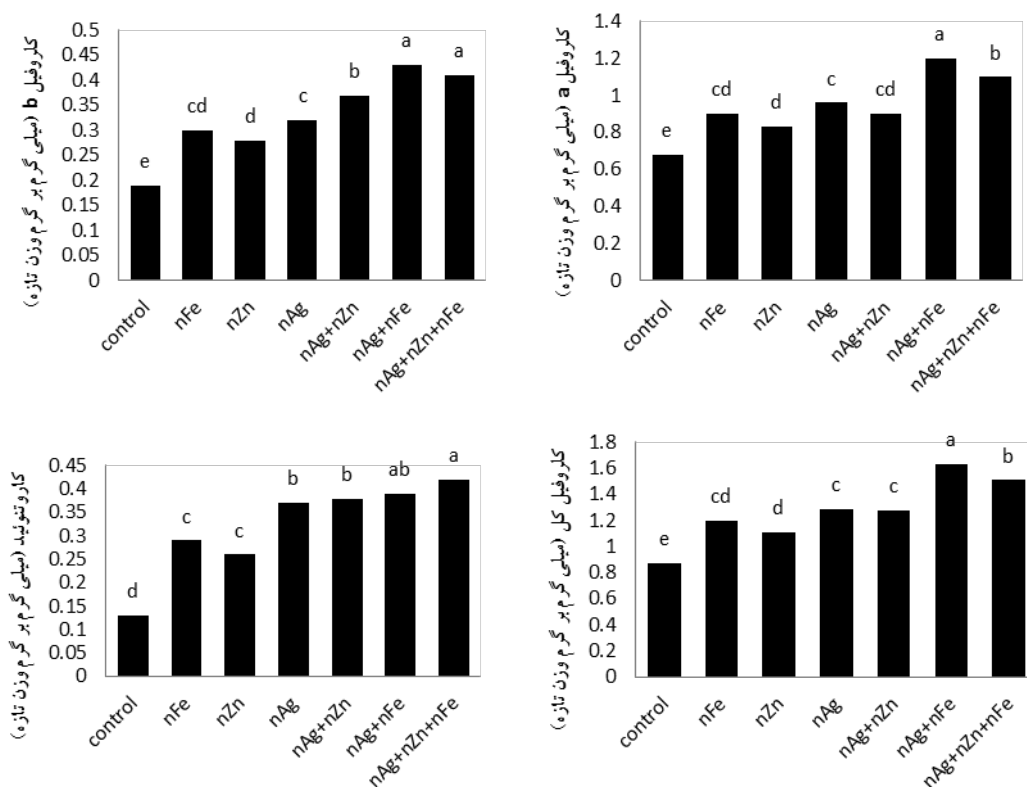 کلروفیل b (میلی گرم بر گرم وزن تازه)
0.5
0.45
0.4
0.35
0.3
0.25
0.2
0.15
0.1
0.05
0
e
cd
d
c
b
a
a
control
nFe
nZn
nAg
nAg+nZn
nAg+nFe
nAg+nZn+nFe
کلروفیل a (میلی گرم بر گرم وزن تازه)
1.4
1.2
1
0.8
0.6
0.4
0.2
0
e
cd
d
c
cd
a
b
control
nFe
nZn
nAg
nAg+nZn
nAg+nFe
nAg+nZn+nFe
کاروتنوئید (میلی گرم بر گرم وزن تازه)
0.45
0.4
0.35
0.3
0.25
0.2
0.15
0.1
0.05
0
d
c
c
b
b
ab
a
control
nFe
nZn
nAg
nAg+nZn
nAg+nFe
nAg+nZn+nFe
کلروفیل کل (میلی گرم بر گرم وزن تازه)
1.8
1.6
1.4
1.2
1
0.8
0.6
0.4
0.2
0
e
cd
d
c
c
a
b
control
nFe
nZn
nAg
nAg+nZn
nAg+nFe
nAg+nZn+nFe